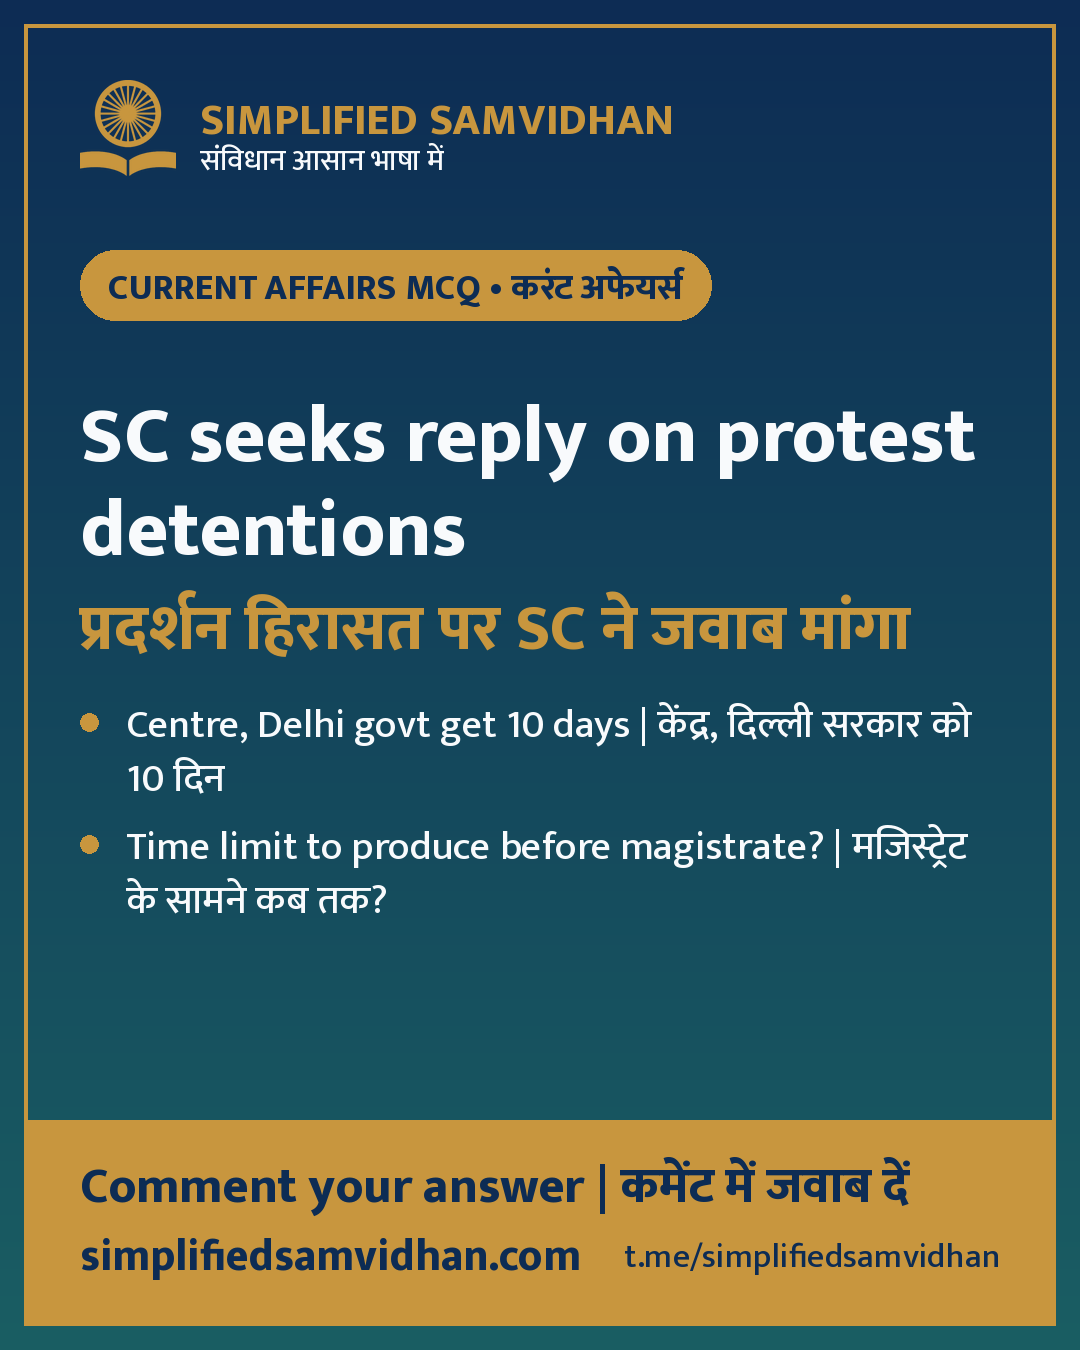 SIMPLIFIED SAMVIDHAN
संविधान आसान भाषा में
CURRENT AFFAIRS MCQ • करंट अफेयर्स
SC seeks reply on protest
detentions
प्रदर्शन हिरासत पर SC ने जवाब मांगा
Centre, Delhi govt get 10 days | केंद्र, दिल्ली सरकार को
10 दिन
Time limit to produce before magistrate? | मजिस्ट्रेट
के सामने कब तक?
Comment your answer | कमेंट में जवाब दें
simplifiedsamvidhan.com t.me/simplifiedsamvidhan